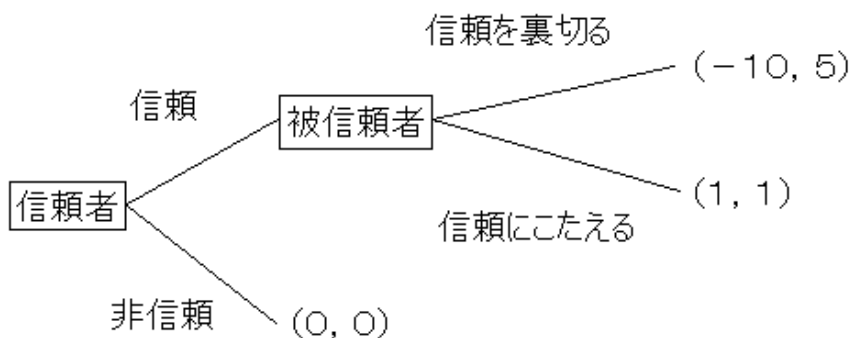 信頼を裏切る
(－10, 5)
信頼
被信頼者
信頼者
(1, 1)
信頼にこたえる
非信頼
(0, 0)